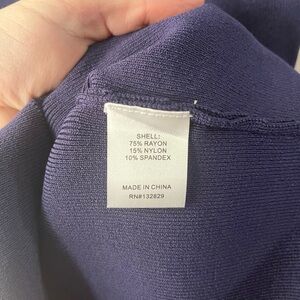 SHELL:
75% RAYON
15% NYLON
10% SPANDEX
MADE IN CHINA
RN#132829